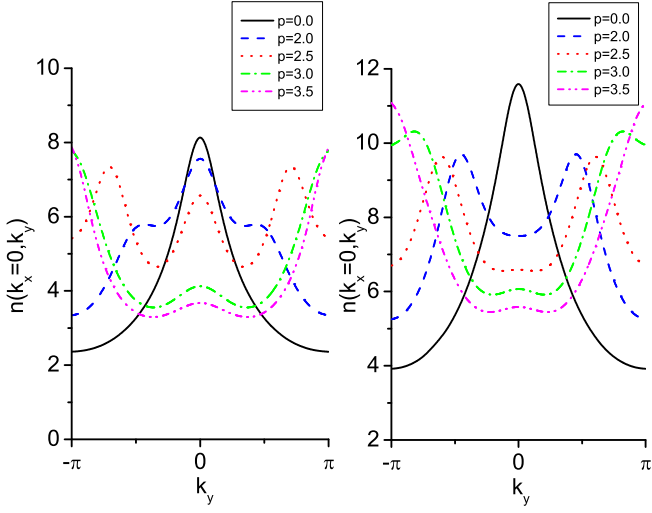 p=0.0
p=2.0
p=2.5
p=3.0
p=3.5
10
8
6
4
2
0
n(kₓ=0,k_y)
-π
0
π
k_y
p=0.0
p=2.0
p=2.5
p=3.0
p=3.5
12
10
8
6
4
2
n(kₓ=0,k_y)
-π
0
π
k_y